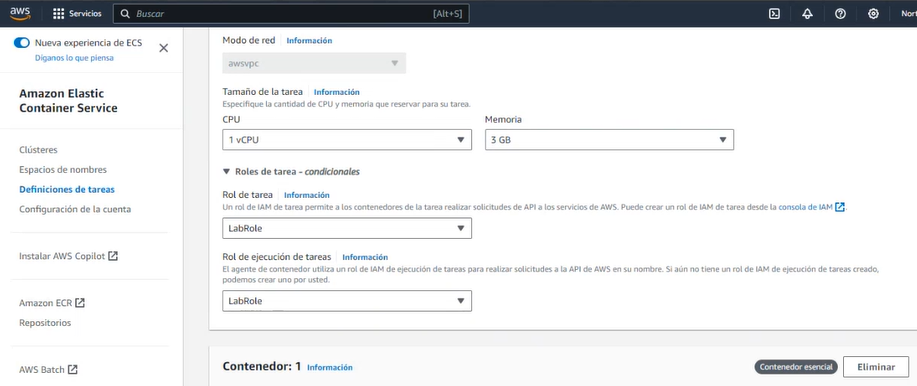 aws
Servicios
Buscar
[Alt+S]
Nueva experiencia de ECS
Díganos lo que piensa
Amazon Elastic
Container Service
Clústeres
Espacios de nombres
Definiciones de tareas
Configuración de la cuenta
Instalar AWS Copilot
Amazon ECR
Repositorios
AWS Batch
Modo de red Información
awsvpc
Tamaño de la tarea Información
Especifique la cantidad de CPU y memoria que reservar para su tarea.
CPU
1 vCPU
Memoria
3 GB
Roles de tarea - condicionales
Rol de tarea Información
Un rol de IAM de tarea permite a los contenedores de la tarea realizar solicitudes de API a los servicios de AWS. Puede crear un rol de IAM de tarea desde la consola de IAM.
LabRole
Rol de ejecución de tareas Información
El agente de contenedor utiliza un rol de IAM de ejecución de tareas para realizar solicitudes a la API de AWS en su nombre. Si aún no tiene un rol de IAM de ejecución de tareas creado,
podemos crear uno por usted.
LabRole
Contenedor: 1 Información
Contenedor esencial
Eliminar